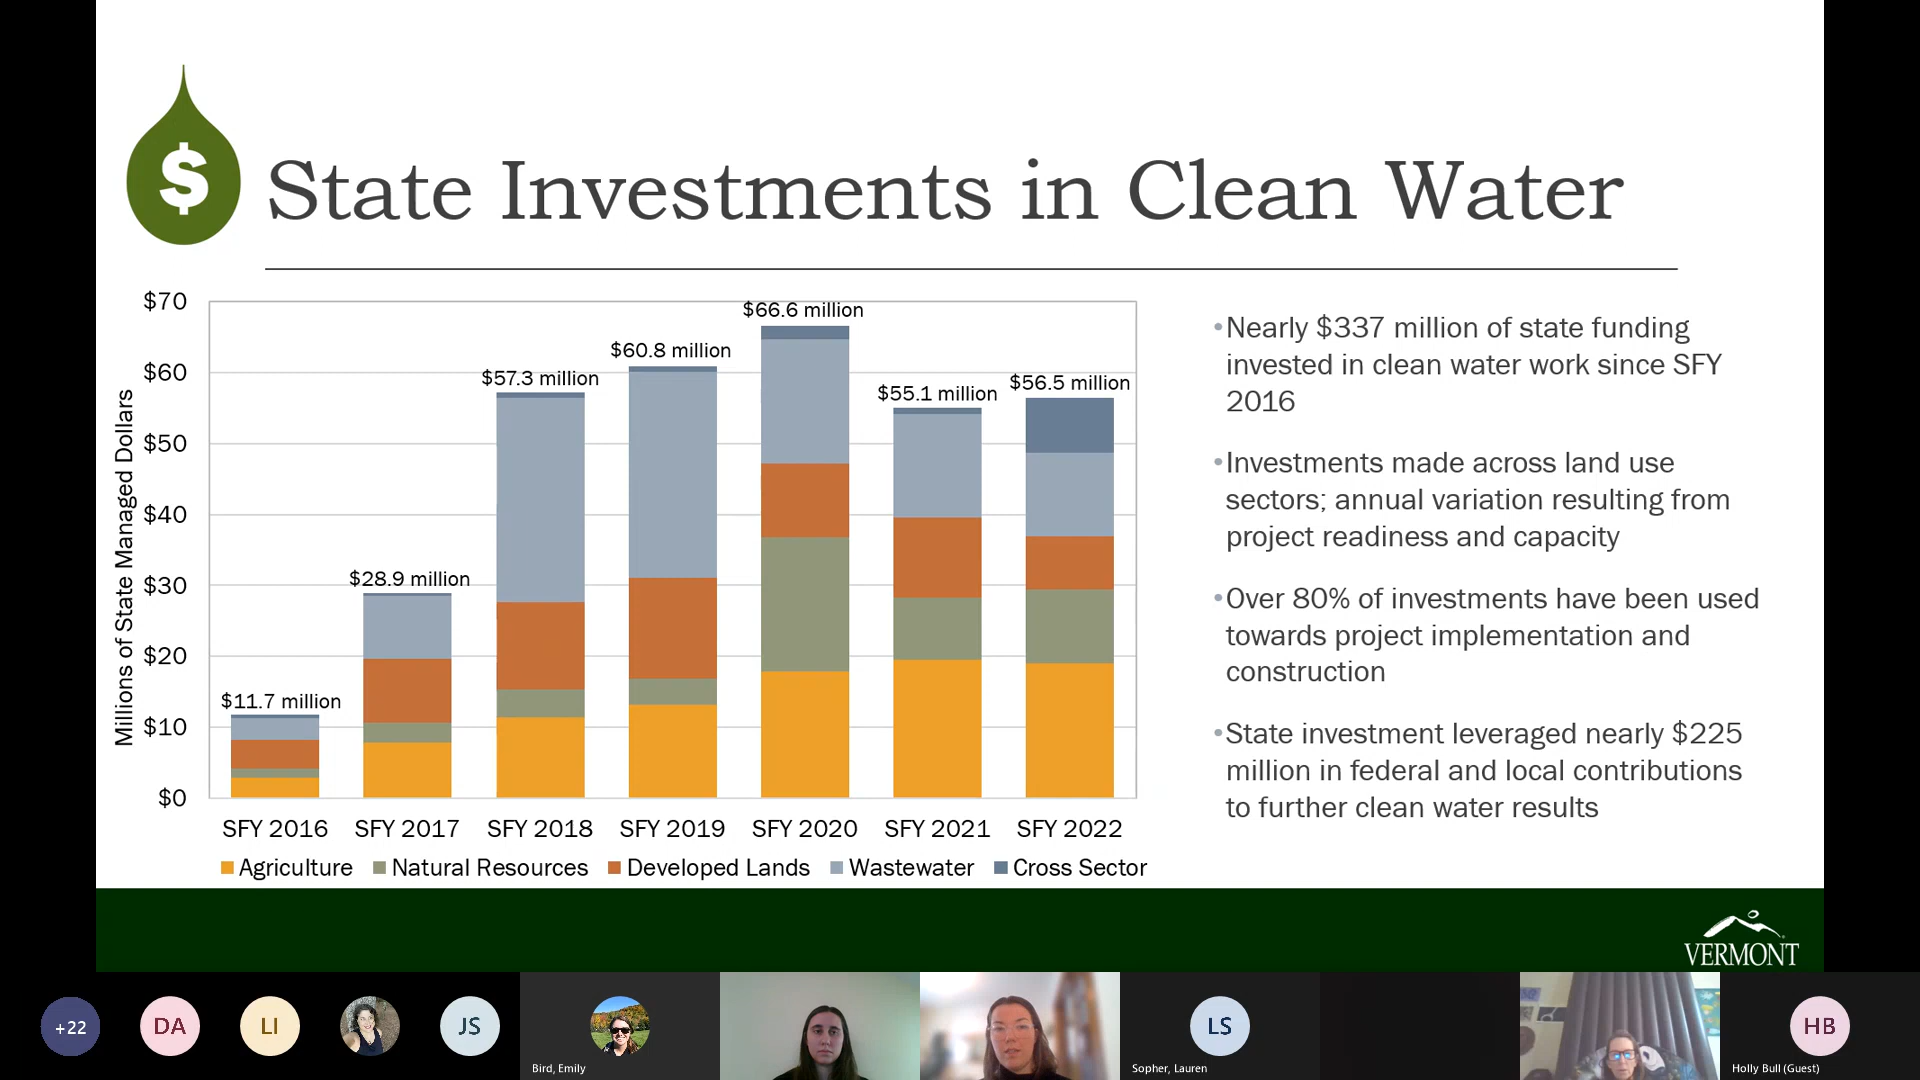 $
State Investments in Clean Water
Millions of State Managed Dollars
$70
$60
$50
$40
$30
$20
$10
$0
$11.7 million
$28.9 million
$57.3 million
$60.8 million
$66.6 million
$55.1 million
$56.5 million
SFY 2016 SFY 2017 SFY 2018 SFY 2019 SFY 2020 SFY 2021 SFY 2022
Agriculture Natural Resources Developed Lands Wastewater Cross Sector
•Nearly $337 million of state funding
invested in clean water work since SFY
2016
•Investments made across land use
sectors; annual variation resulting from
project readiness and capacity
•Over 80% of investments have been used
towards project implementation and
construction
•State investment leveraged nearly $225
million in federal and local contributions
to further clean water results
VERMONT
+22
DA
LI
JS
Bird, Emily
LS
Sopher, Lauren
HB
Holly Bull (Guest)